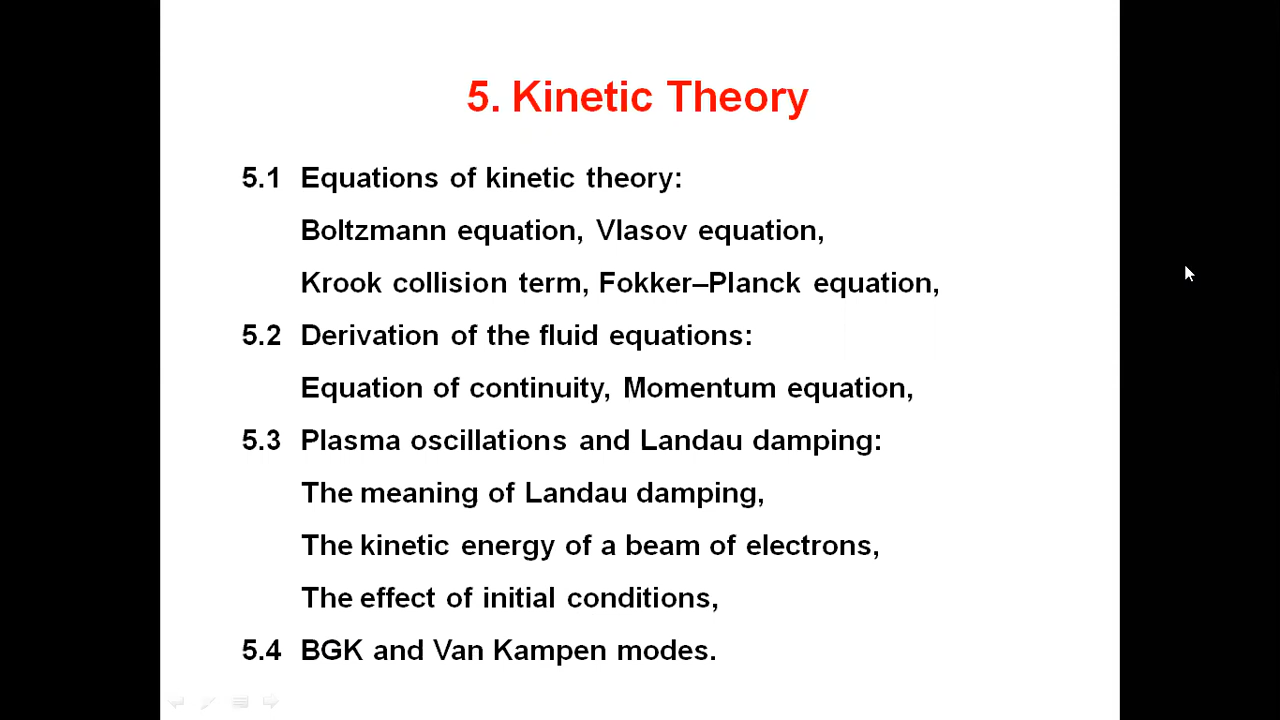 5. Kinetic Theory
5.1 Equations of kinetic theory:
Boltzmann equation, Vlasov equation,
Krook collision term, Fokker–Planck equation,
5.2 Derivation of the fluid equations:
Equation of continuity, Momentum equation,
5.3 Plasma oscillations and Landau damping:
The meaning of Landau damping,
The kinetic energy of a beam of electrons,
The effect of initial conditions,
5.4 BGK and Van Kampen modes.